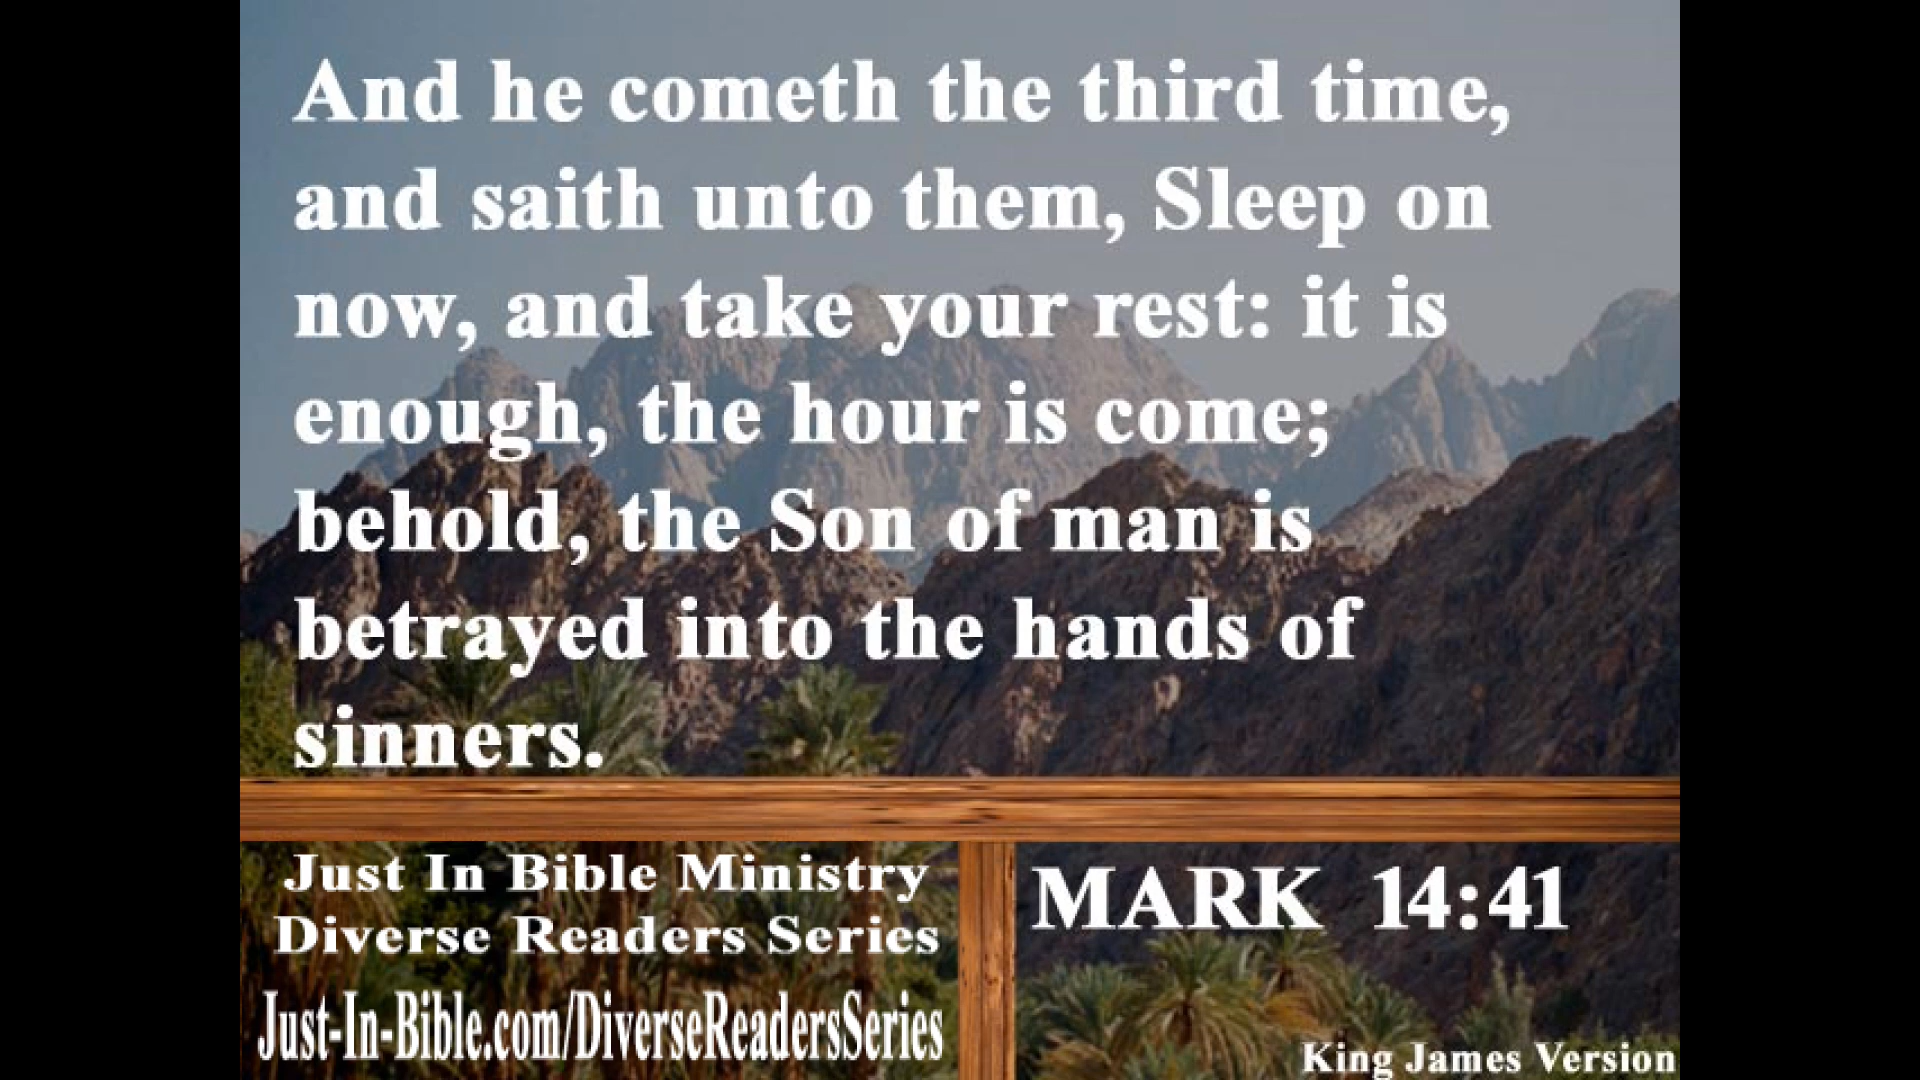 And he cometh the third time,
and saith unto them, Sleep on
now, and take your rest: it is
enough, the hour is come;
behold, the Son of man is
betrayed into the hands of
sinners.
Just In Bible Ministry
Diverse Readers Series
Just-In-Bible.com/DiverseReadersSeries
MARK 14:41
King James Version